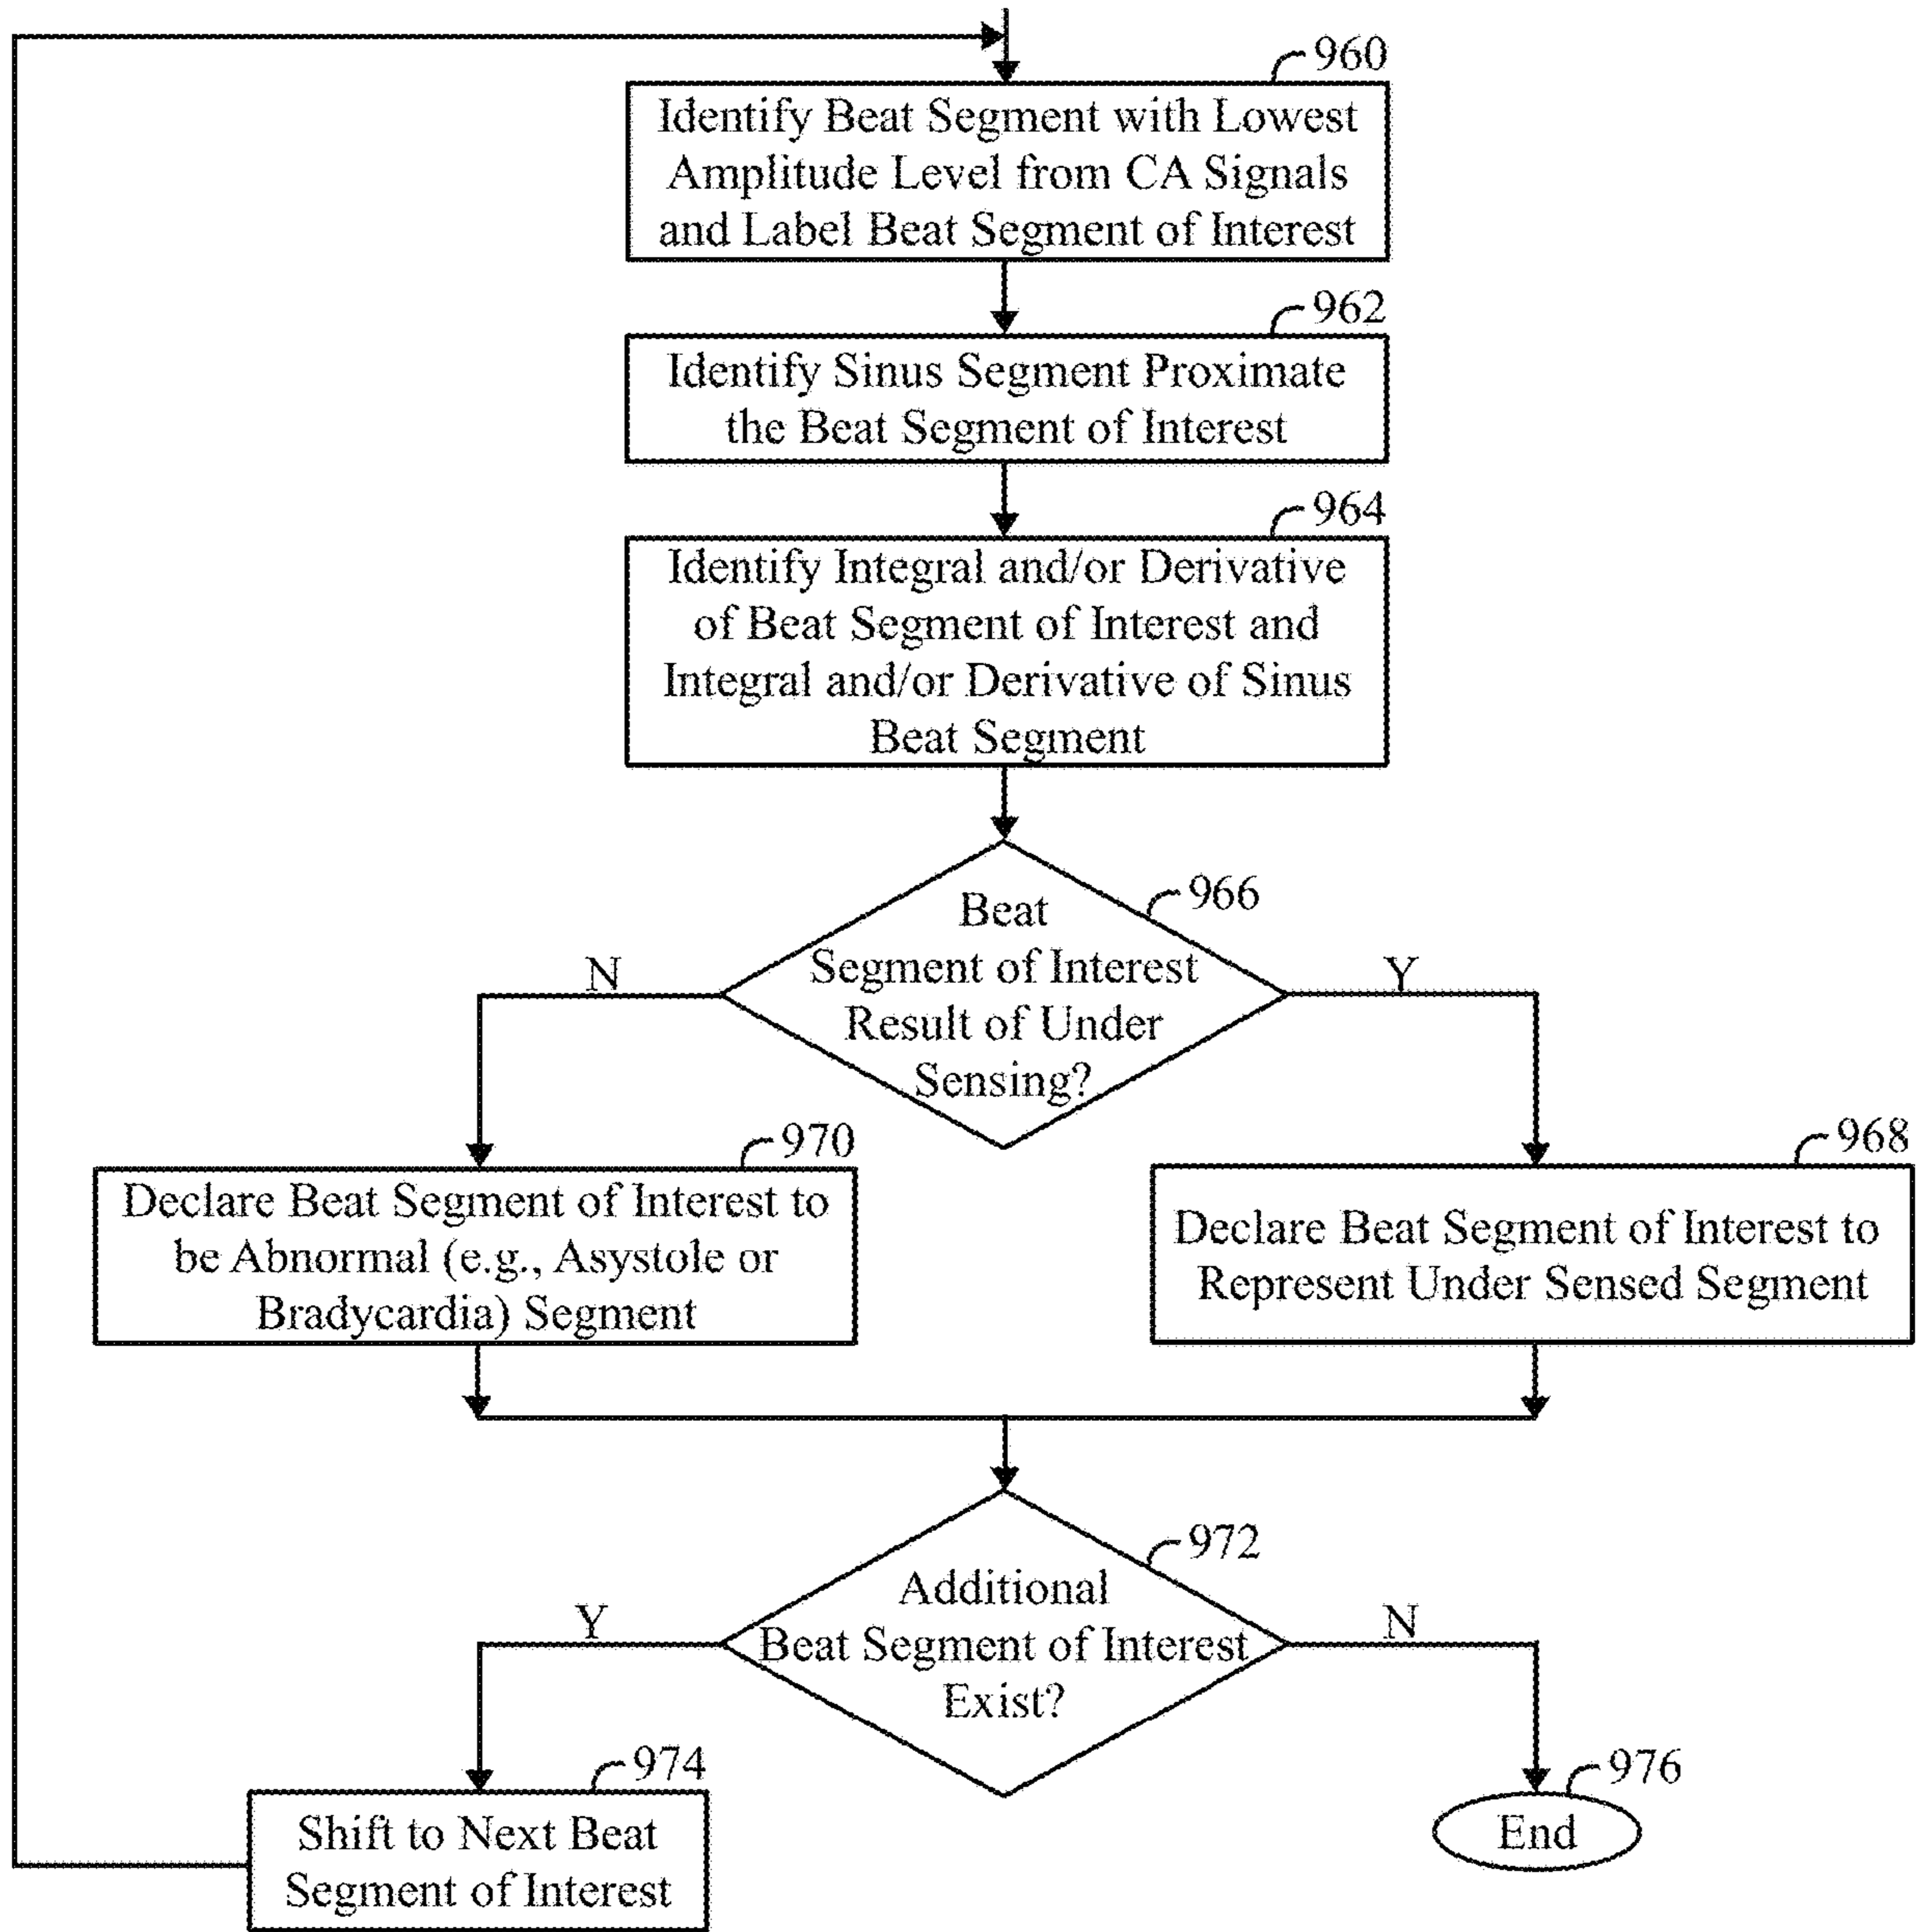 960
Identify Beat Segment with Lowest
Amplitude Level from CA Signals
and Label Beat Segment of Interest
962
Identify Sinus Segment Proximate
the Beat Segment of Interest
964
Identify Integral and/or Derivative
of Beat Segment of Interest and
Integral and/or Derivative of Sinus
Beat Segment
966
Beat
Segment of Interest
Result of Under
Sensing?
N
Y
970
Declare Beat Segment of Interest to
be Abnormal (e.g., Asystole or
Bradycardia) Segment
968
Declare Beat Segment of Interest to
Represent Under Sensed Segment
972
Additional
Beat Segment of Interest
Exist?
Y
N
974
Shift to Next Beat
Segment of Interest
976
End